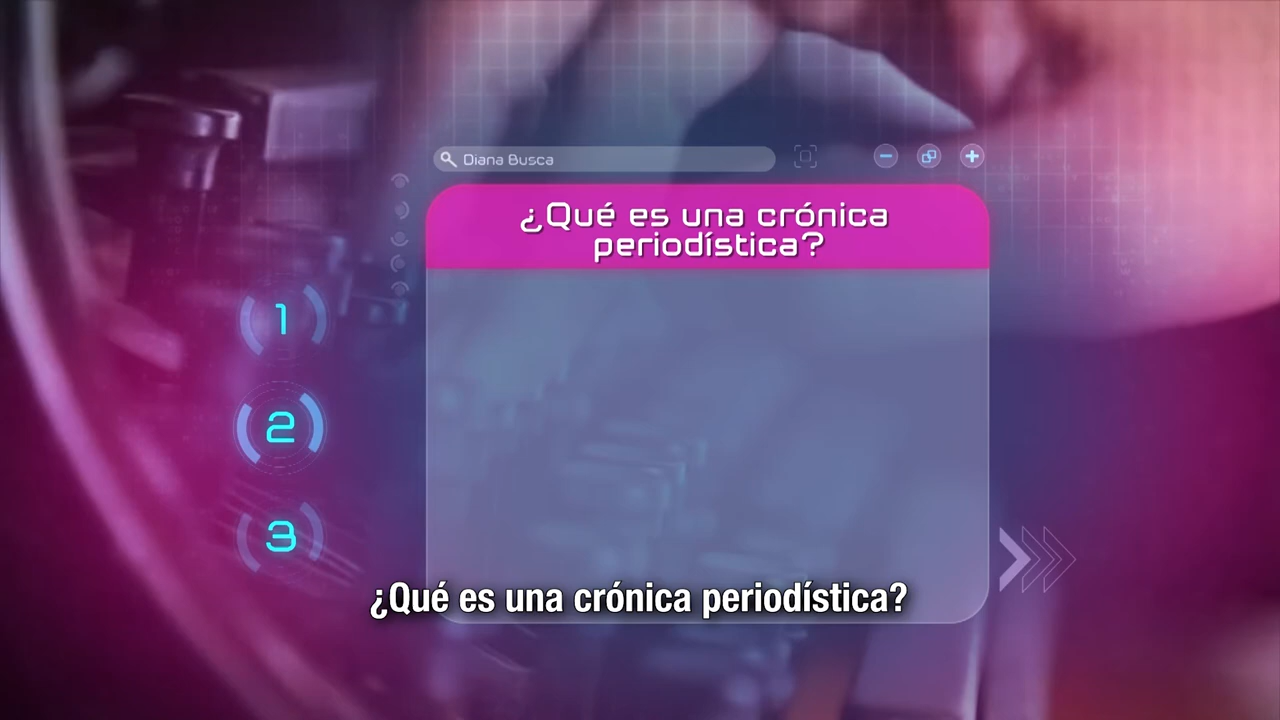 Diana Busca
¿Qué es una crónica
periodística?
1
2
3
¿Qué es una crónica periodística?